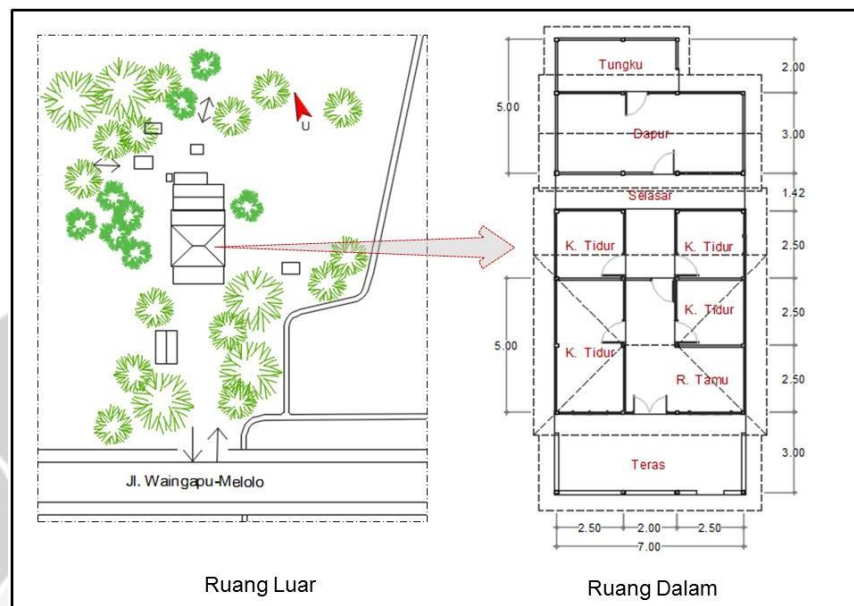 U
Jl. Waingapu-Melolo
Ruang Luar
Tungku
Dapur
Selasar
K. Tidur
K. Tidur
K. Tidur
K. Tidur
R. Tamu
Teras
5.00
5.00
2.00
3.00
1.42
2.50
2.50
2.50
3.00
2.50
2.00
2.50
7.00
Ruang Dalam